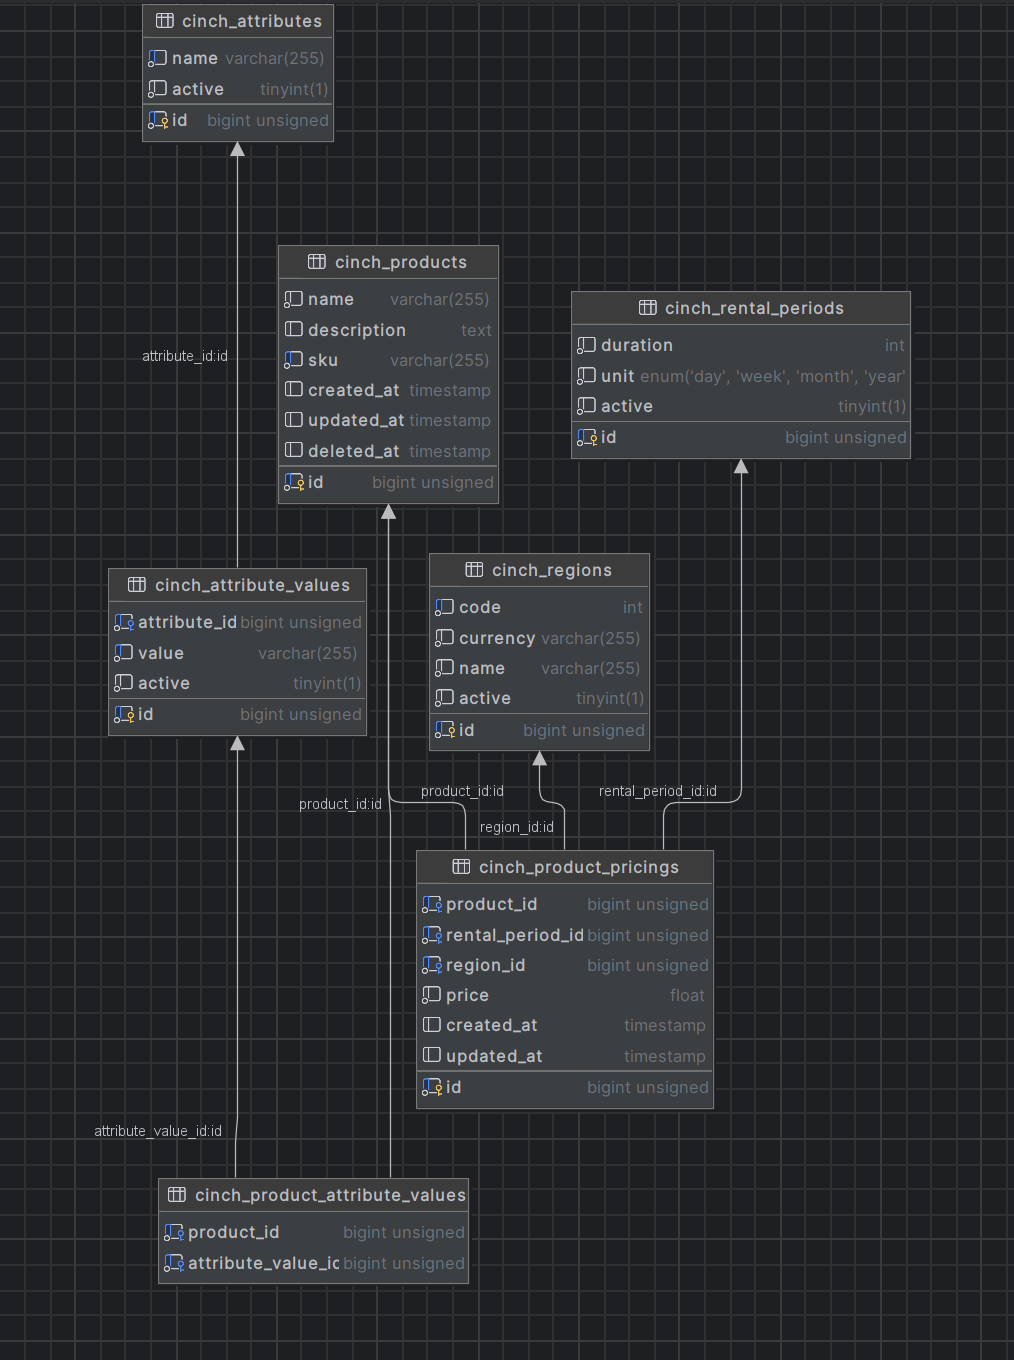 cinch_attributes
name varchar(255)
active tinyint(1)
id bigint unsigned
attribute_id:id
cinch_products
name varchar(255)
description text
sku varchar(255)
created_at timestamp
updated_at timestamp
deleted_at timestamp
id bigint unsigned
cinch_rental_periods
duration int
unit enum('day', 'week', 'month', 'year'
active tinyint(1)
id bigint unsigned
cinch_attribute_values
attribute_id bigint unsigned
value varchar(255)
active tinyint(1)
id bigint unsigned
cinch_regions
code int
currency varchar(255)
name varchar(255)
active tinyint(1)
id bigint unsigned
product_id:id
product_id:id
rental_period_id:id
region_id:id
cinch_product_pricings
product_id bigint unsigned
rental_period_id bigint unsigned
region_id bigint unsigned
price float
created_at timestamp
updated_at timestamp
id bigint unsigned
attribute_value_id:id
cinch_product_attribute_values
product_id bigint unsigned
attribute_value_id bigint unsigned